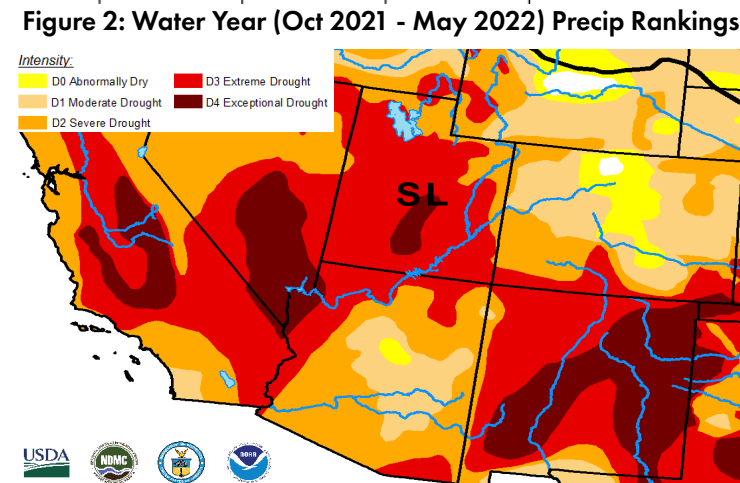 Figure 2: Water Year (Oct 2021 - May 2022) Precip Rankings
Intensity:
D0 Abnormally Dry
D1 Moderate Drought
D2 Severe Drought
D3 Extreme Drought
D4 Exceptional Drought
SL
USDA
NDMC
NOAA